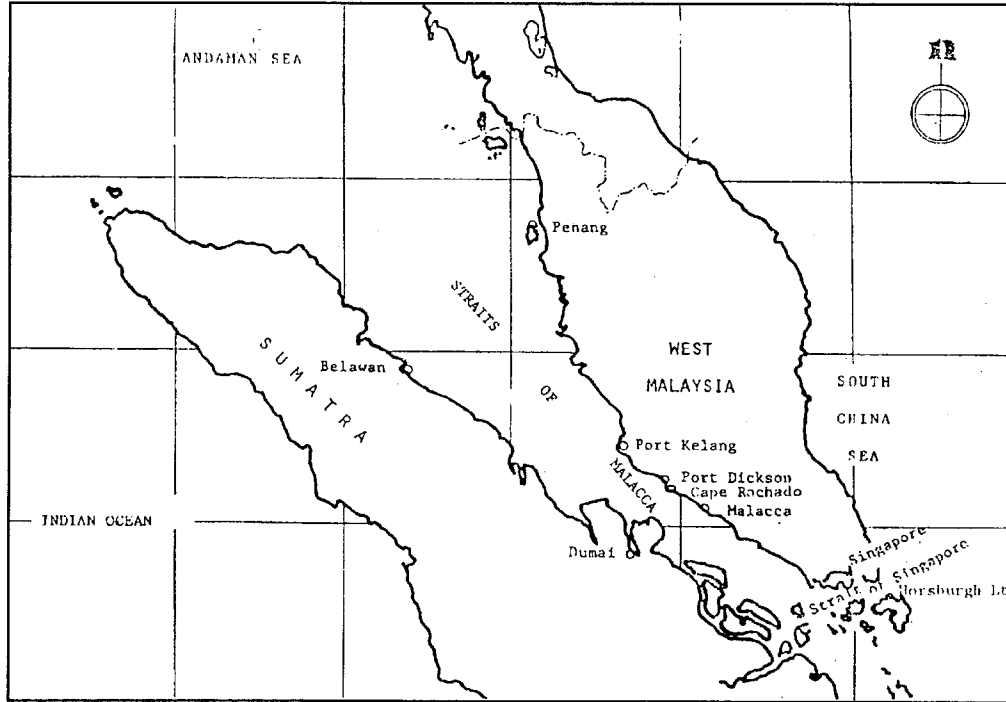 ANDAMAN SEA
Penang
STRAITS
OF
MALACCA
SUMATRA
Belawan
WEST
MALAYSIA
SOUTH
CHINA
SEA
Port Kelang
Port Dickson
Cape Rochado
Malacca
INDIAN OCEAN
Dumai
Singapore
Strait of Singapore
Horsburgh Lt